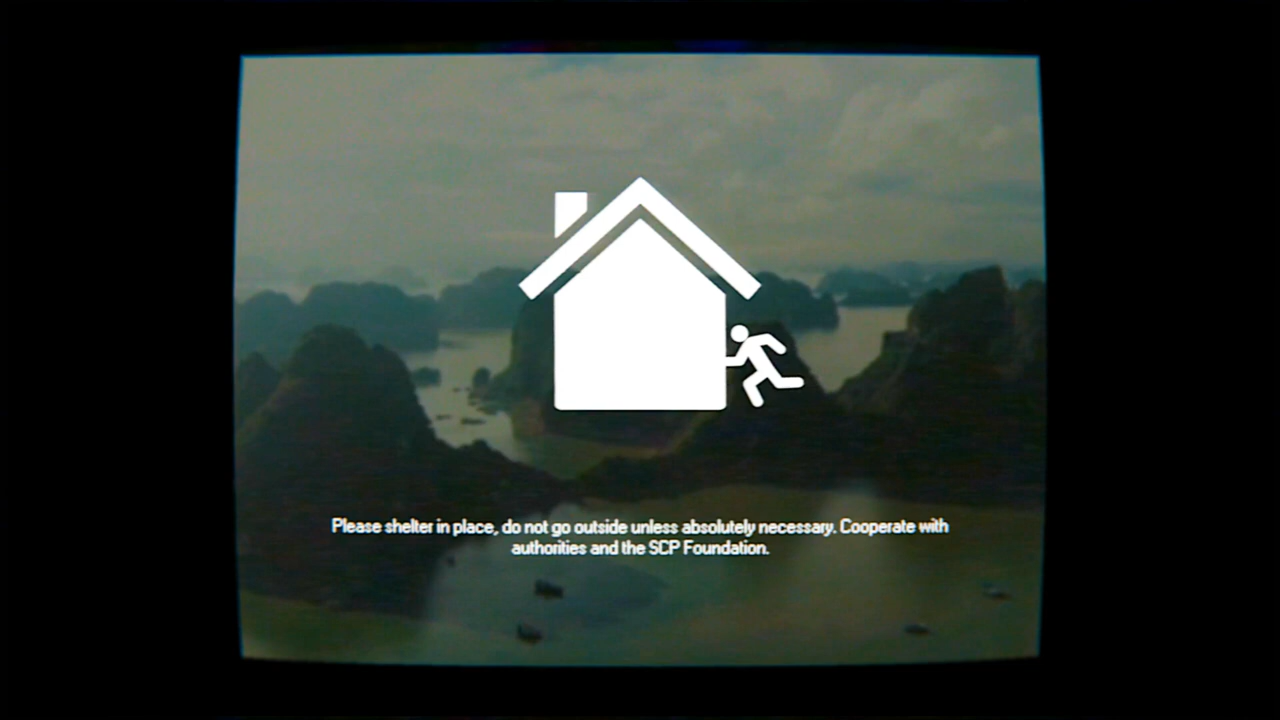 Please shelter in place, do not go outside unless absolutely necessary. Cooperate with
authorities and the SCP Foundation.